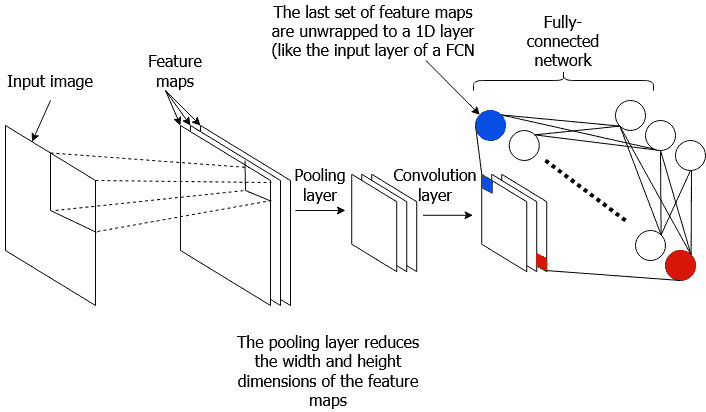 The last set of feature maps
are unwrapped to a 1D layer
(like the input layer of a FCN
Fully-
connected
network
Input image
Feature
maps
Pooling
layer
Convolution
layer
The pooling layer reduces
the width and height
dimensions of the feature
maps